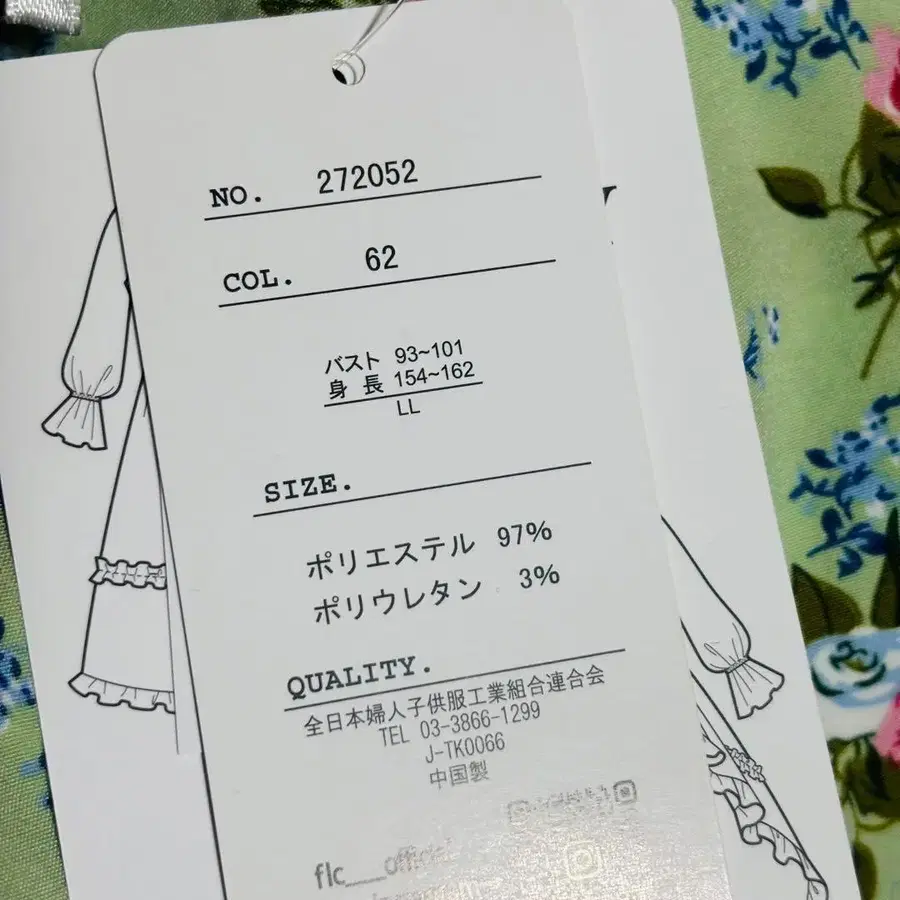 NO. 272052
COL. 62
バスト 93~101
身 長 154~162
LL
SIZE.
ポリエステル 97%
ポリウレタン 3%
QUALITY.
全日本婦人子供服工業組合連合会
TEL 03-3866-1299
J-TK0066
中国製